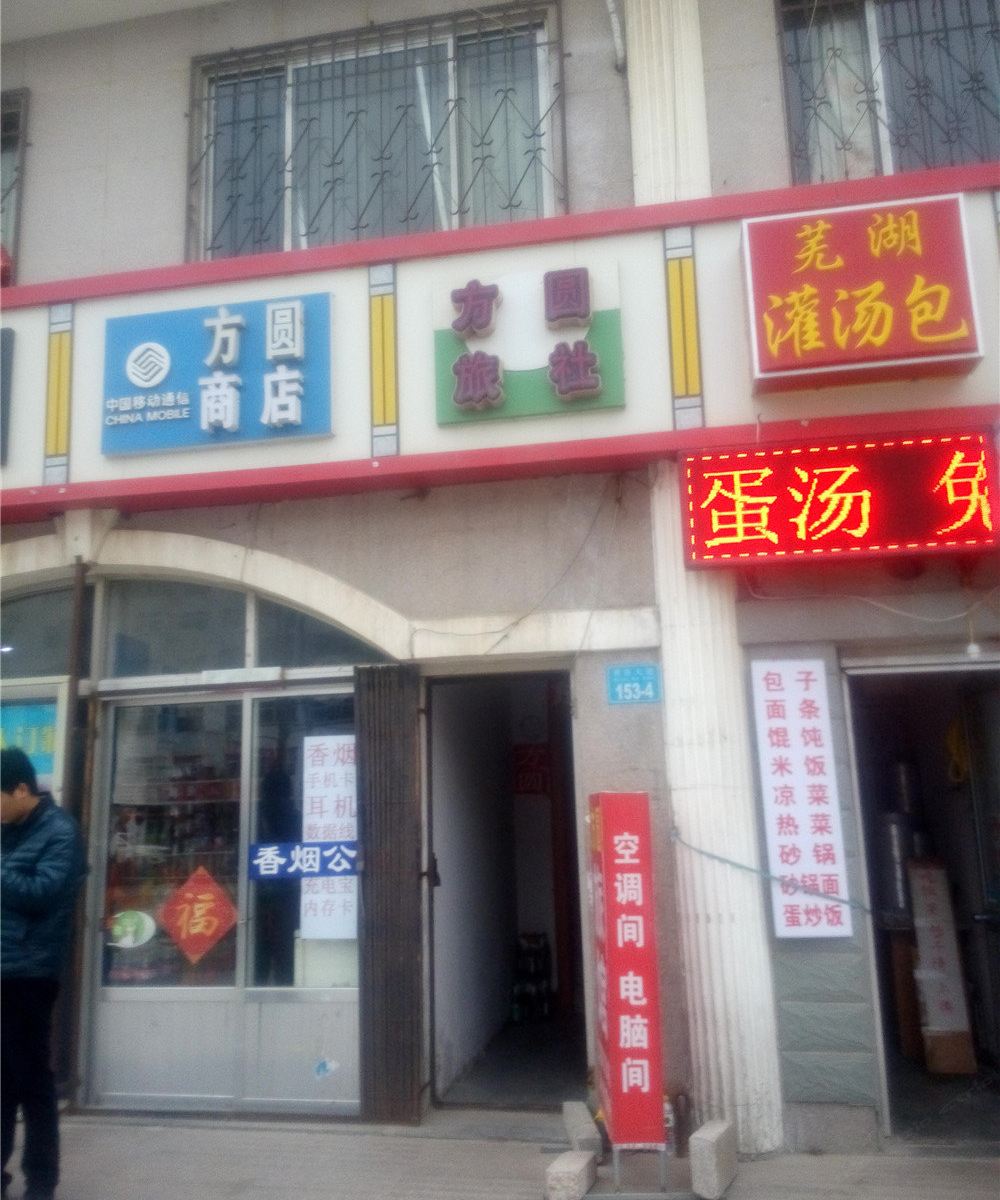 方圆
商店
中国移动通信
CHINA MOBILE
方圆
旅社
芜湖
灌汤包
蛋汤 免
153-4
香烟
手机卡
耳机
数据线
香烟公
充电宝
内存卡
福
方圆
空调间 电脑间
包子
面条
馄饨
米饭
凉菜
热菜
砂锅
砂锅面
蛋炒饭